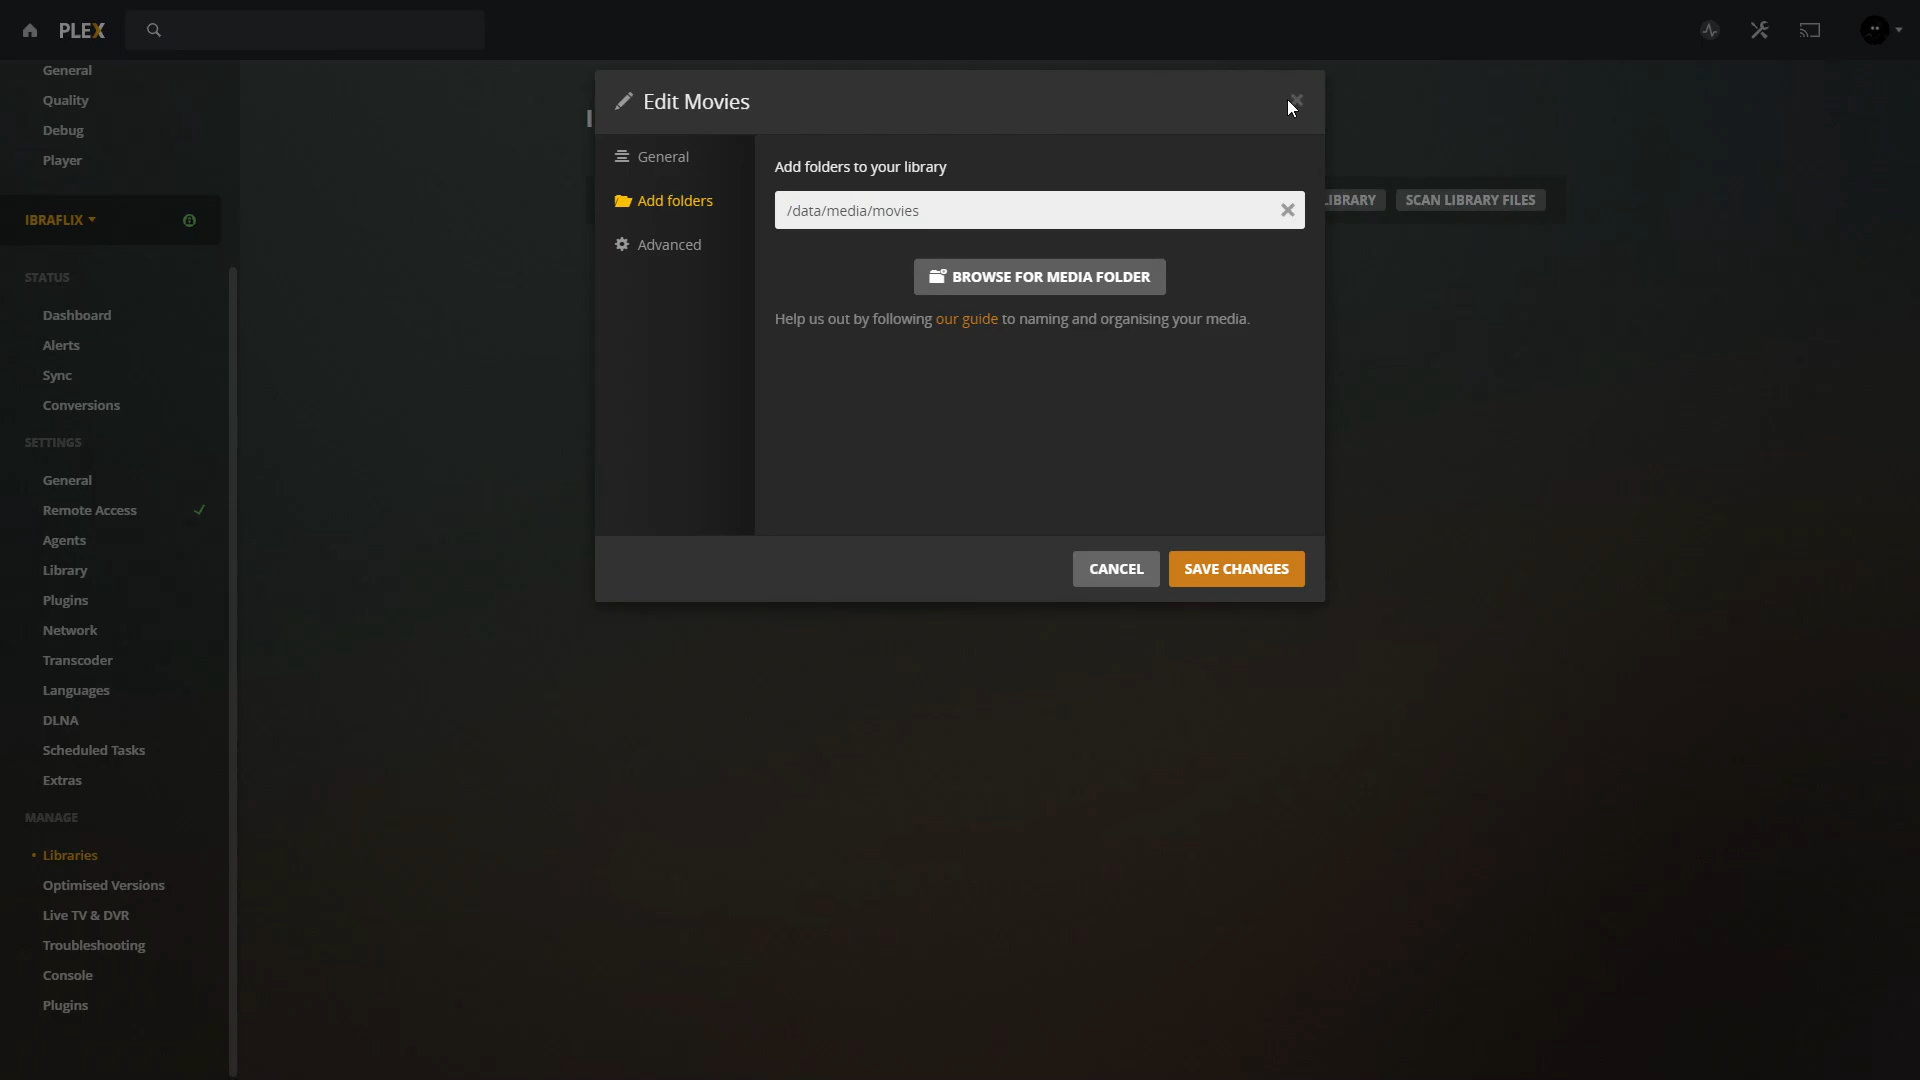 PLEX
General
Quality
Debug
Player
IBRAFLIX
STATUS
Dashboard
Alerts
Sync
Conversions
SETTINGS
General
Remote Access
Agents
Library
Plugins
Network
Transcoder
Languages
DLNA
Scheduled Tasks
Extras
MANAGE
Libraries
Optimised Versions
Live TV & DVR
Troubleshooting
Console
Plugins
Edit Movies
General
Add folders
Advanced
Add folders to your library
/data/media/movies
BROWSE FOR MEDIA FOLDER
Help us out by following our guide to naming and organising your media.
CANCEL
SAVE CHANGES
LIBRARY
SCAN LIBRARY FILES